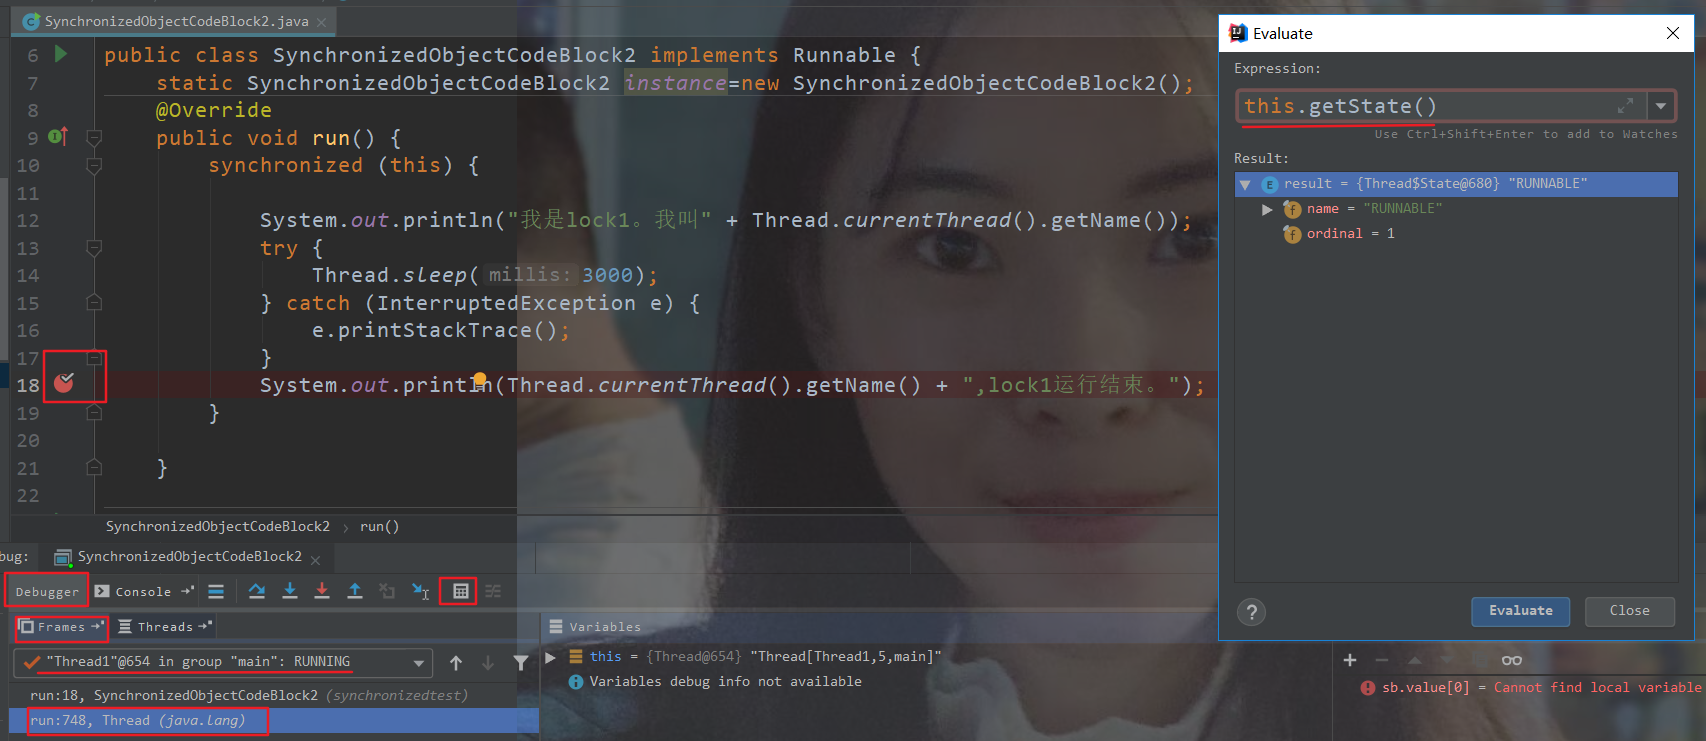 SynchronizedObjectCodeBlock2.java
6 public class SynchronizedObjectCodeBlock2 implements Runnable {
7 static SynchronizedObjectCodeBlock2 instance=new SynchronizedObjectCodeBlock2();
8 @Override
9 public void run() {
10 synchronized (this) {
11
12 System.out.println("我是lock1。我叫" + Thread.currentThread().getName());
13 try {
14 Thread.sleep( millis: 3000);
15 } catch (InterruptedException e) {
16 e.printStackTrace();
17 }
18 System.out.println(Thread.currentThread().getName() + ",lock1运行结束。");
19 }
20
21 }
22
SynchronizedObjectCodeBlock2 › run()
bug: SynchronizedObjectCodeBlock2
Debugger Console
Frames Threads
"Thread1"@654 in group "main": RUNNING
run:18, SynchronizedObjectCodeBlock2 (synchronizedtest)
run:748, Thread (java.lang)
Variables
this = {Thread@654} "Thread[Thread1,5,main]"
Variables debug info not available
sb.value[0] = Cannot find local variable
Evaluate
Expression:
this.getState()
Use Ctrl+Shift+Enter to add to Watches
Result:
result = {Thread$State@680} "RUNNABLE"
name = "RUNNABLE"
ordinal = 1
?
Evaluate Close